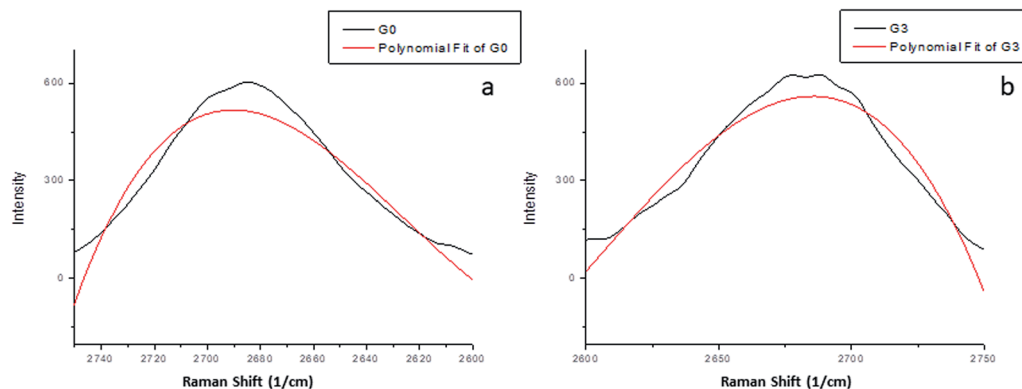 G0
Polynomial Fit of G0
a
600
300
0
Intensity
2740 2720 2700 2680 2660 2640 2620 2600
Raman Shift (1/cm)
G3
Polynomial Fit of G3
b
600
300
0
Intensity
2600 2650 2700 2750
Raman Shift (1/cm)